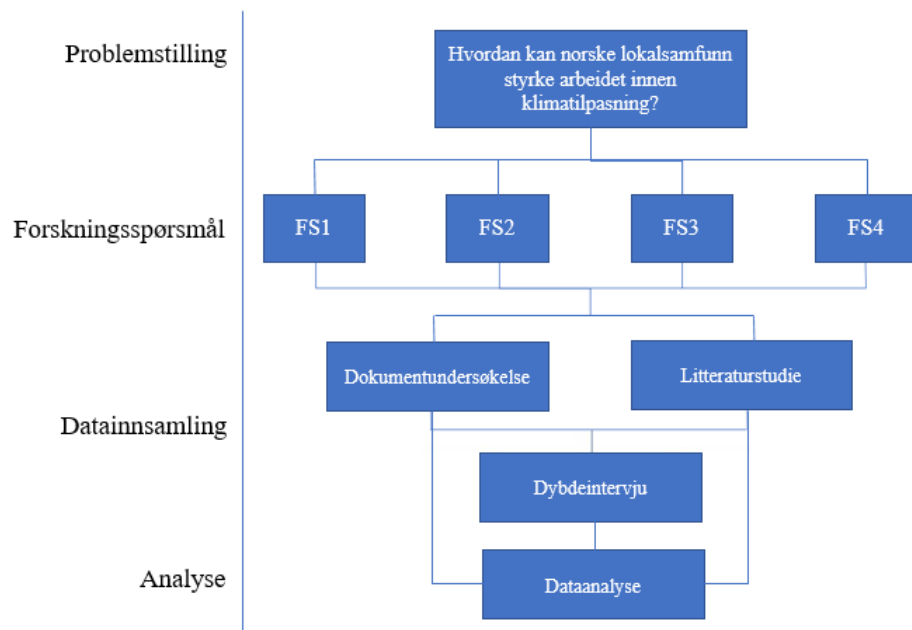 Problemstilling
Hvordan kan norske lokalsamfunn
styrke arbeidet innen
klimatilpasning?
Forskningsspørsmål
FS1
FS2
FS3
FS4
Datainnsamling
Dokumentundersøkelse
Litteraturstudie
Dybdeintervju
Analyse
Dataanalyse